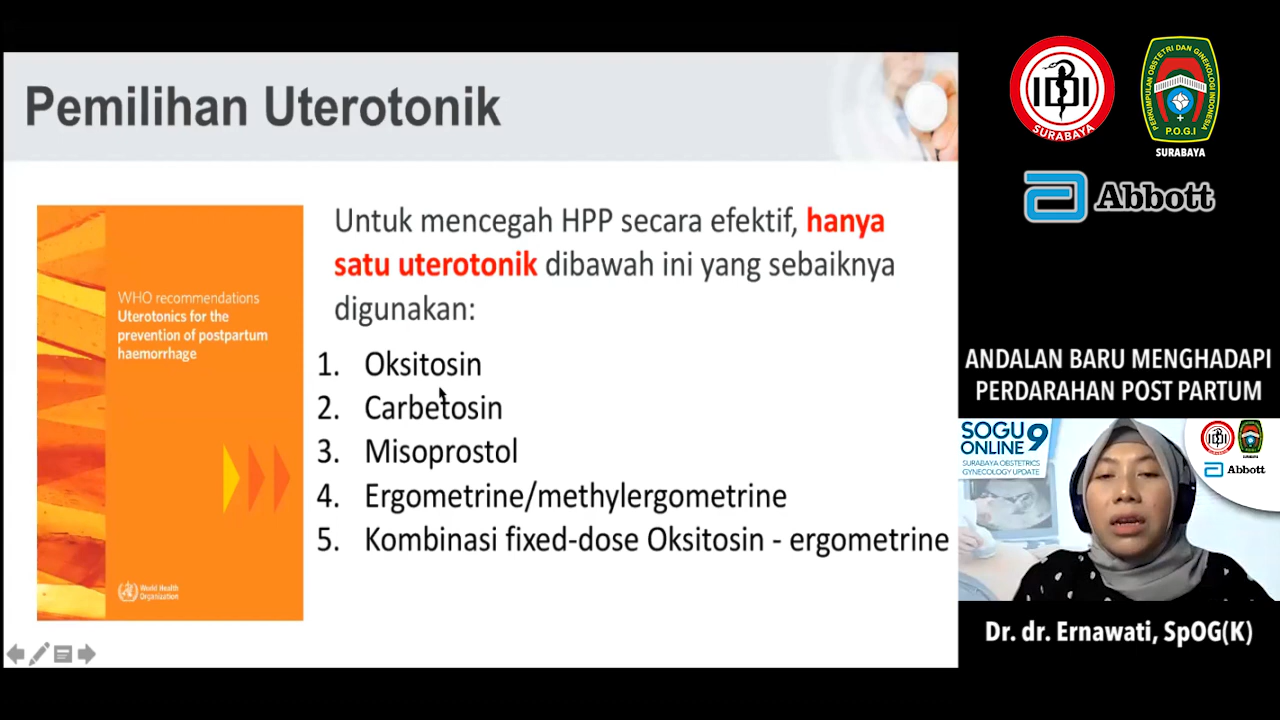 Pemilihan Uterotonik
WHO recommendations
Uterotonics for the
prevention of postpartum
haemorrhage
World Health
Organization
Untuk mencegah HPP secara efektif, hanya
satu uterotonik dibawah ini yang sebaiknya
digunakan:
1. Oksitosin
2. Carbetosin
3. Misoprostol
4. Ergometrine/methylergometrine
5. Kombinasi fixed-dose Oksitosin - ergometrine
IDI
SURABAYA
PERKUMPULAN OBSTETRI DAN GINEKOLOGI INDONESIA
P.O.G.I
SURABAYA
Abbott
ANDALAN BARU MENGHADAPI
PERDARAHAN POST PARTUM
SOGU 9
ONLINE
SURABAYA OBSTETRICS
GYNECOLOGY UPDATE
Abbott
Dr. dr. Ernawati, SpOG(K)